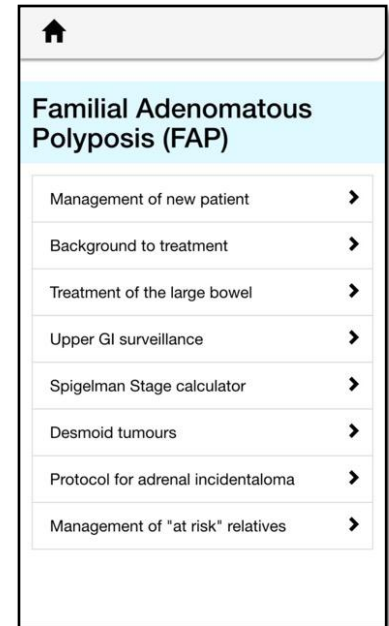 Familial Adenomatous
Polyposis (FAP)
Management of new patient
Background to treatment
Treatment of the large bowel
Upper GI surveillance
Spigelman Stage calculator
Desmoid tumours
Protocol for adrenal incidentaloma
Management of "at risk" relatives